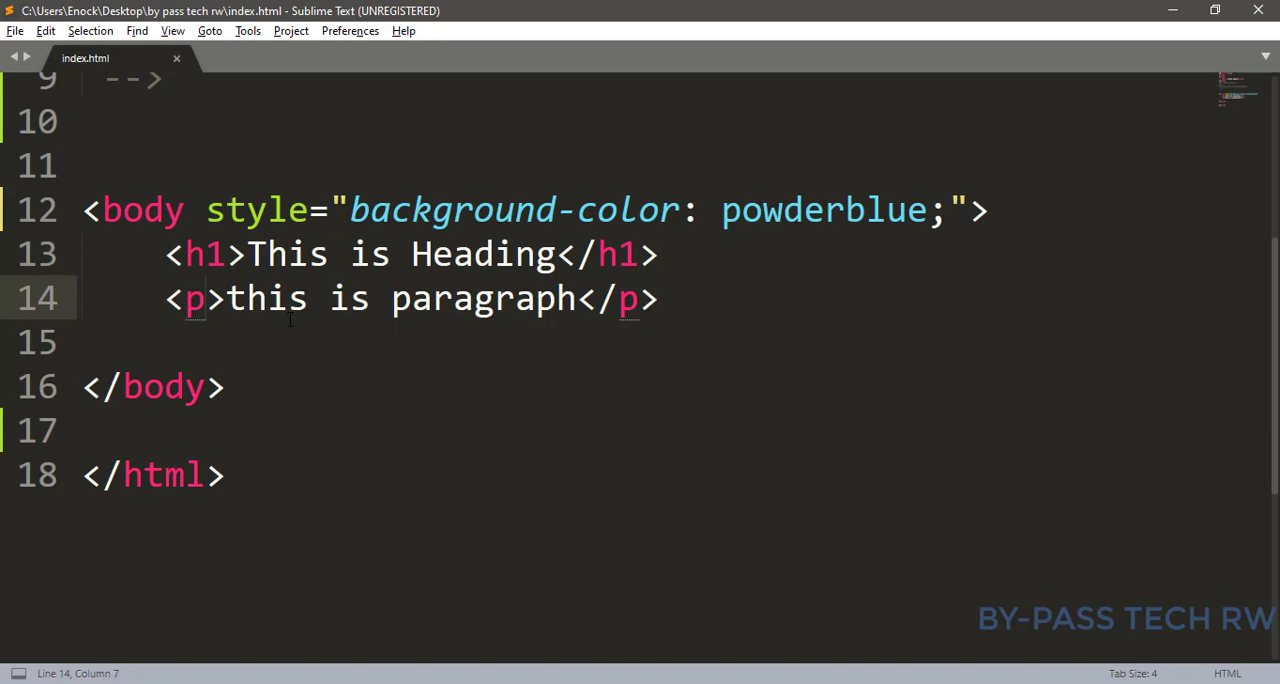 C:\Users\Enock\Desktop\by pass tech rw\index.html - Sublime Text (UNREGISTERED)
File Edit Selection Find View Goto Tools Project Preferences Help
index.html
9 -->
10
11
12 <body style="background-color: powderblue;">
13 <h1>This is Heading</h1>
14 <p>this is paragraph</p>
15
16 </body>
17
18 </html>
BY-PASS TECH RW
Line 14, Column 7 Tab Size: 4 HTML